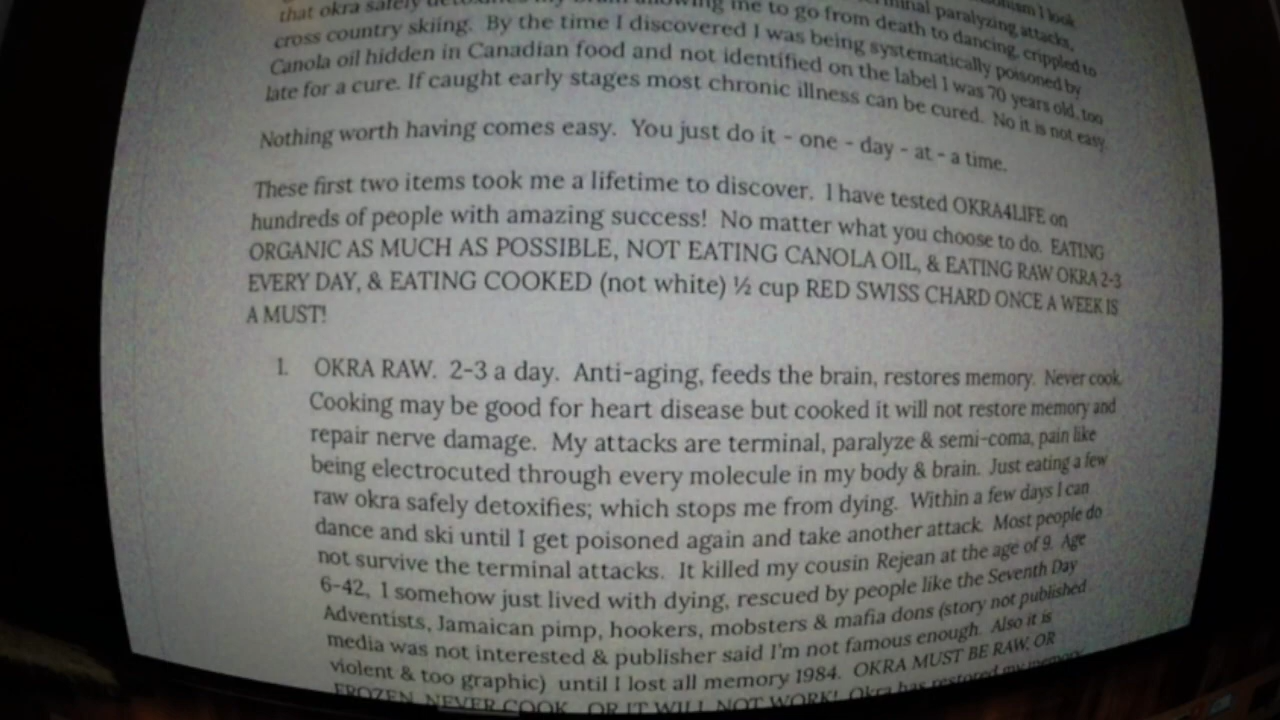 that okra safely detoxifies my brain allowing me to go from death to dancing, crippled to
cross country skiing. By the time I discovered I was being systematically poisoned by
Canola oil hidden in Canadian food and not identified on the label I was 70 years old, too
late for a cure. If caught early stages most chronic illness can be cured. No it is not easy.
Nothing worth having comes easy. You just do it - one - day - at - a time.
These first two items took me a lifetime to discover. I have tested OKRA4LIFE on
hundreds of people with amazing success! No matter what you choose to do. EATING
ORGANIC AS MUCH AS POSSIBLE, NOT EATING CANOLA OIL, & EATING RAW OKRA 2-3
EVERY DAY, & EATING COOKED (not white) ½ cup RED SWISS CHARD ONCE A WEEK IS
A MUST!
1. OKRA RAW. 2-3 a day. Anti-aging, feeds the brain, restores memory. Never cook.
Cooking may be good for heart disease but cooked it will not restore memory and
repair nerve damage. My attacks are terminal, paralyze & semi-coma, pain like
being electrocuted through every molecule in my body & brain. Just eating a few
raw okra safely detoxifies; which stops me from dying. Within a few days I can
dance and ski until I get poisoned again and take another attack. Most people do
not survive the terminal attacks. It killed my cousin Rejean at the age of 9. Age
6-42, I somehow just lived with dying, rescued by people like the Seventh Day
Adventists, Jamaican pimp, hookers, mobsters & mafia dons (story not published
media was not interested & publisher said I'm not famous enough. Also it is
violent & too graphic) until I lost all memory 1984. OKRA MUST BE RAW, OR
FROZEN. NEVER COOK. OR IT WILL NOT WORK! Okra has restored my memory